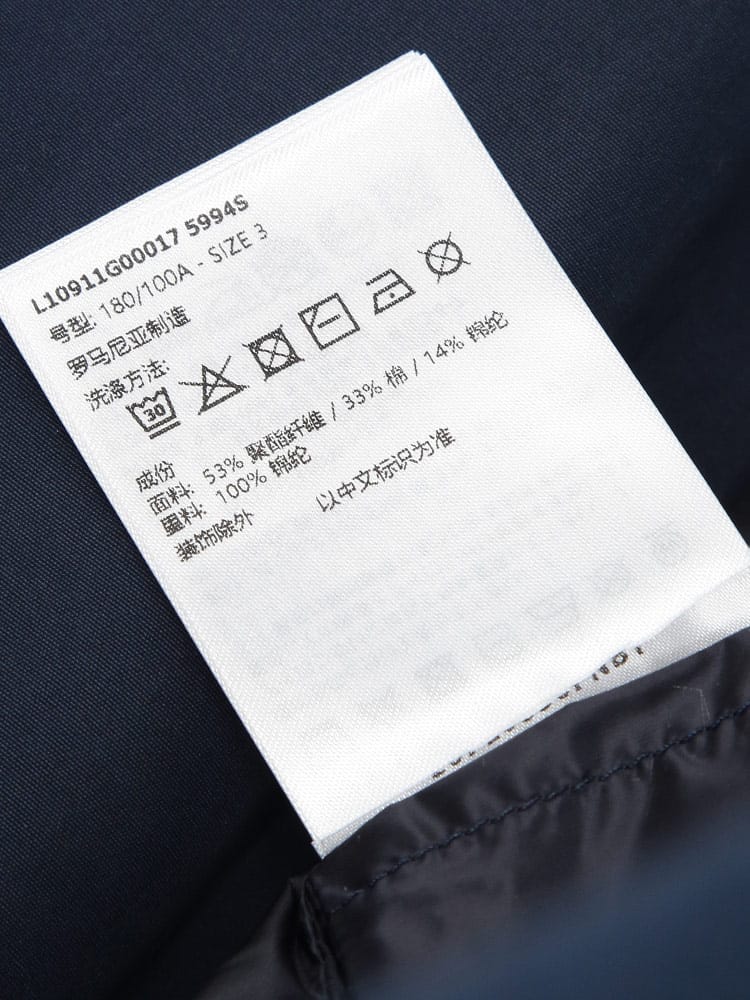 L10911G00017 5994S
号型: 180/100A - SIZE 3
罗马尼亚制造
洗涤方法:
30
成份
面料: 53% 聚酯纤维 / 33% 棉 / 14% 锦纶
里料: 100% 锦纶
装饰除外
以中文标识为准